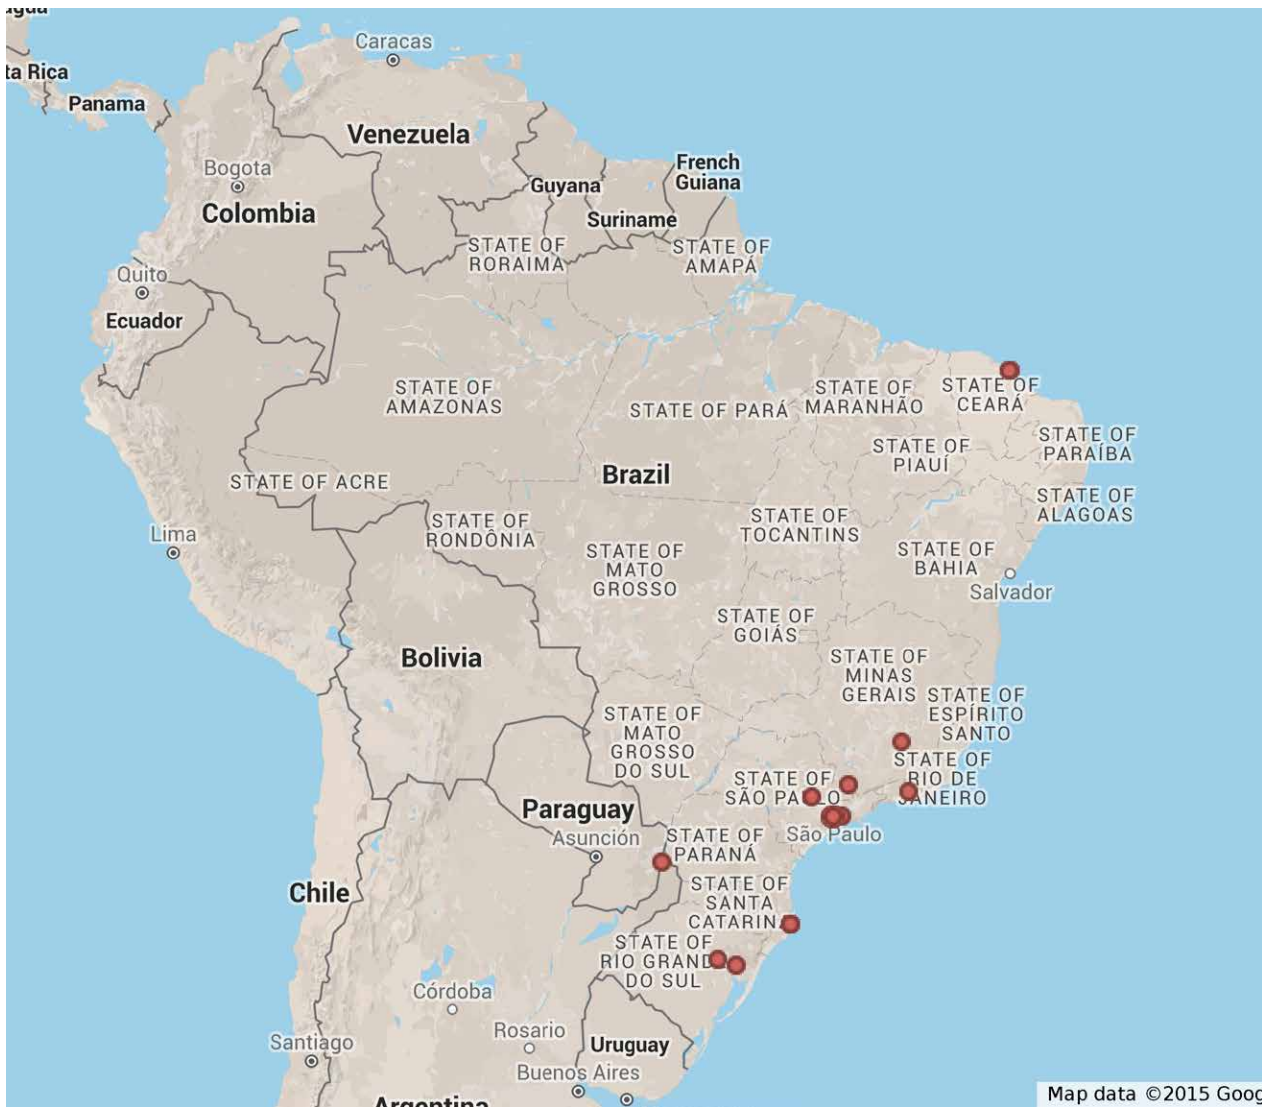 agua
ta Rica
Panama
Caracas
Venezuela
Bogota
Colombia
Guyana
French
Guiana
Suriname
STATE OF
RORAIMA
STATE OF
AMAPÁ
Quito
Ecuador
STATE OF
AMAZONAS
STATE OF PARÁ
STATE OF
MARANHÃO
STATE OF
CEARÁ
STATE OF
PIAUÍ
STATE OF
PARAÍBA
Brazil
STATE OF ACRE
STATE OF
ALAGOAS
STATE OF
RONDÔNIA
STATE OF
TOCANTINS
Lima
STATE OF
MATO
GROSSO
STATE OF
BAHIA
Salvador
STATE OF
GOIÁS
Bolivia
STATE OF
MINAS
GERAIS
STATE OF
ESPÍRITO
SANTO
STATE OF
MATO
GROSSO
DO SUL
STATE OF
RIO DE
JANEIRO
STATE OF
SÃO PAULO
Paraguay
Asunción
São Paulo
STATE OF
PARANÁ
Chile
STATE OF
SANTA
CATARIN
STATE OF
RIO GRAND
DO SUL
Córdoba
Rosario
Santiago
Uruguay
Buenos Aires
Argentina
Map data ©2015 Goog